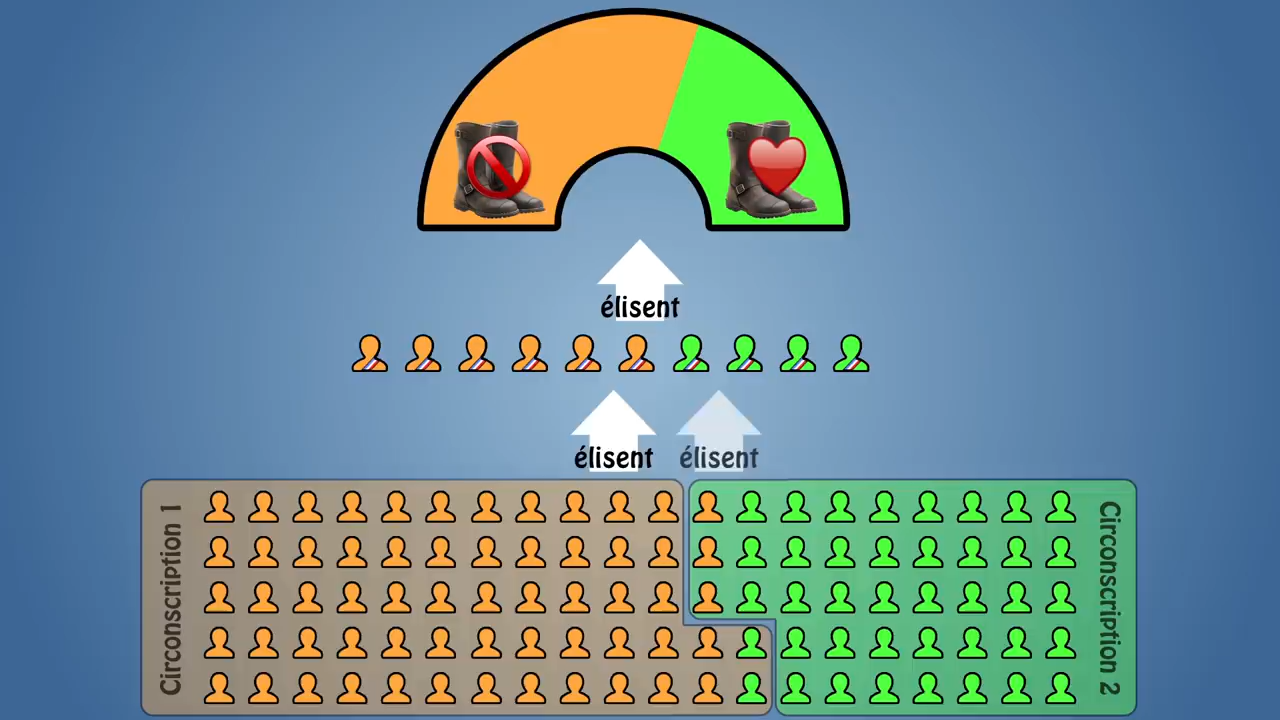 élisent
élisent
élisent
Circonscription 1
Circonscription 2